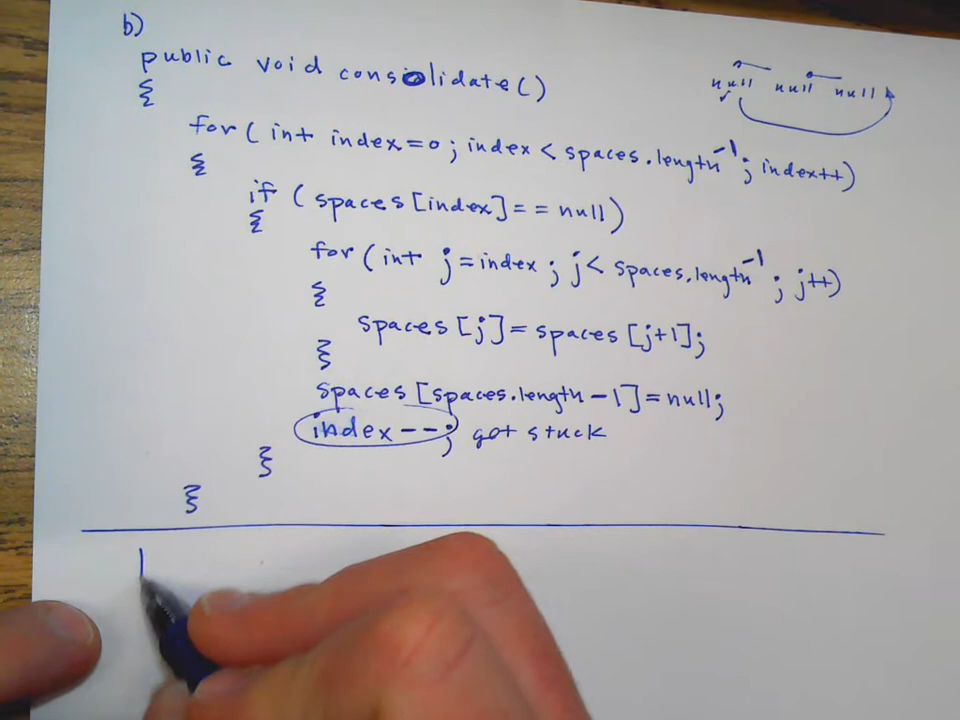 b)
public void consolidate()
{
null null null
for (int index=0; index < spaces.length -1; index++)
{
if (spaces[index]== null)
{
for (int j=index; j< spaces.length -1; j++)
{
spaces[j]=spaces[j+1];
}
spaces[spaces.length-1]=null;
index--; got stuck
}
}